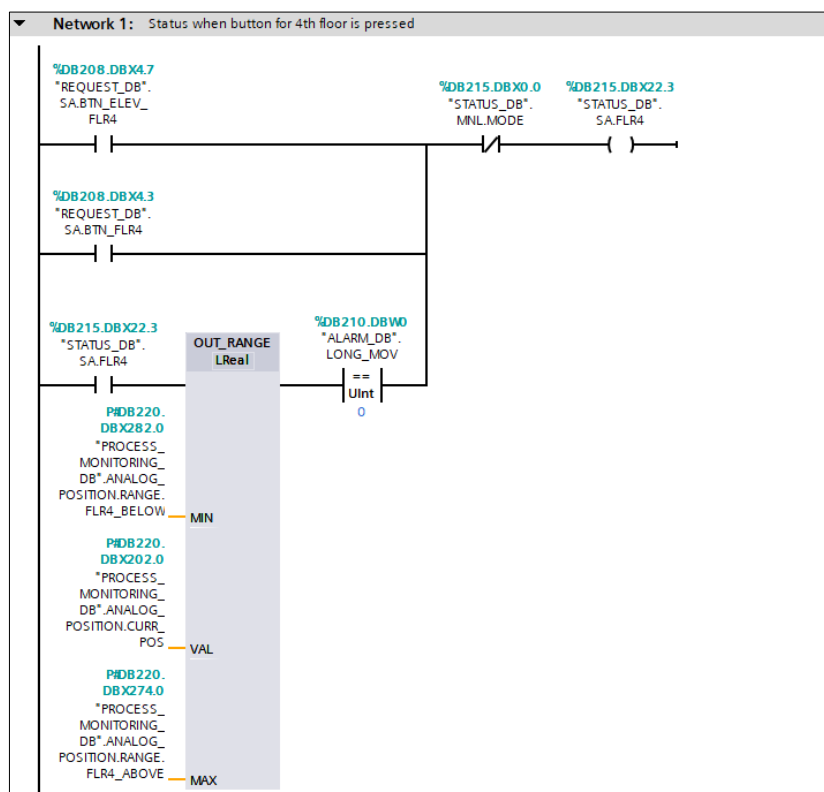 Network 1: Status when button for 4th floor is pressed
%DB208.DBX4.7
"REQUEST_DB".
SA.BTN_ELEV_
FLR4
%DB215.DBX0.0
"STATUS_DB".
MNL.MODE
%DB215.DBX22.3
"STATUS_DB".
SA.FLR4
%DB208.DBX4.3
"REQUEST_DB".
SA.BTN_FLR4
%DB215.DBX22.3
"STATUS_DB".
SA.FLR4
OUT_RANGE
LReal
%DB210.DBW0
"ALARM_DB".
LONG_MOV
==
UInt
0
P#DB220.
DBX282.0
"PROCESS_
MONITORING_
DB".ANALOG_
POSITION.RANGE.
FLR4_BELOW
MIN
P#DB220.
DBX202.0
"PROCESS_
MONITORING_
DB".ANALOG_
POSITION.CURR_
POS
VAL
P#DB220.
DBX274.0
"PROCESS_
MONITORING_
DB".ANALOG_
POSITION.RANGE.
FLR4_ABOVE
MAX